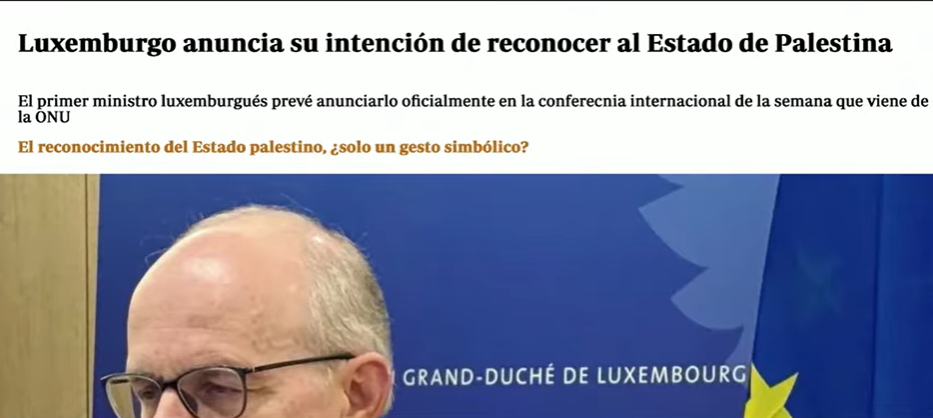 Luxemburgo anuncia su intención de reconocer al Estado de Palestina
El primer ministro luxemburgués prevé anunciarlo oficialmente en la conferecnia internacional de la semana que viene de
la ONU
El reconocimiento del Estado palestino, ¿solo un gesto simbólico?
GRAND-DUCHÉ DE LUXEMBOURG